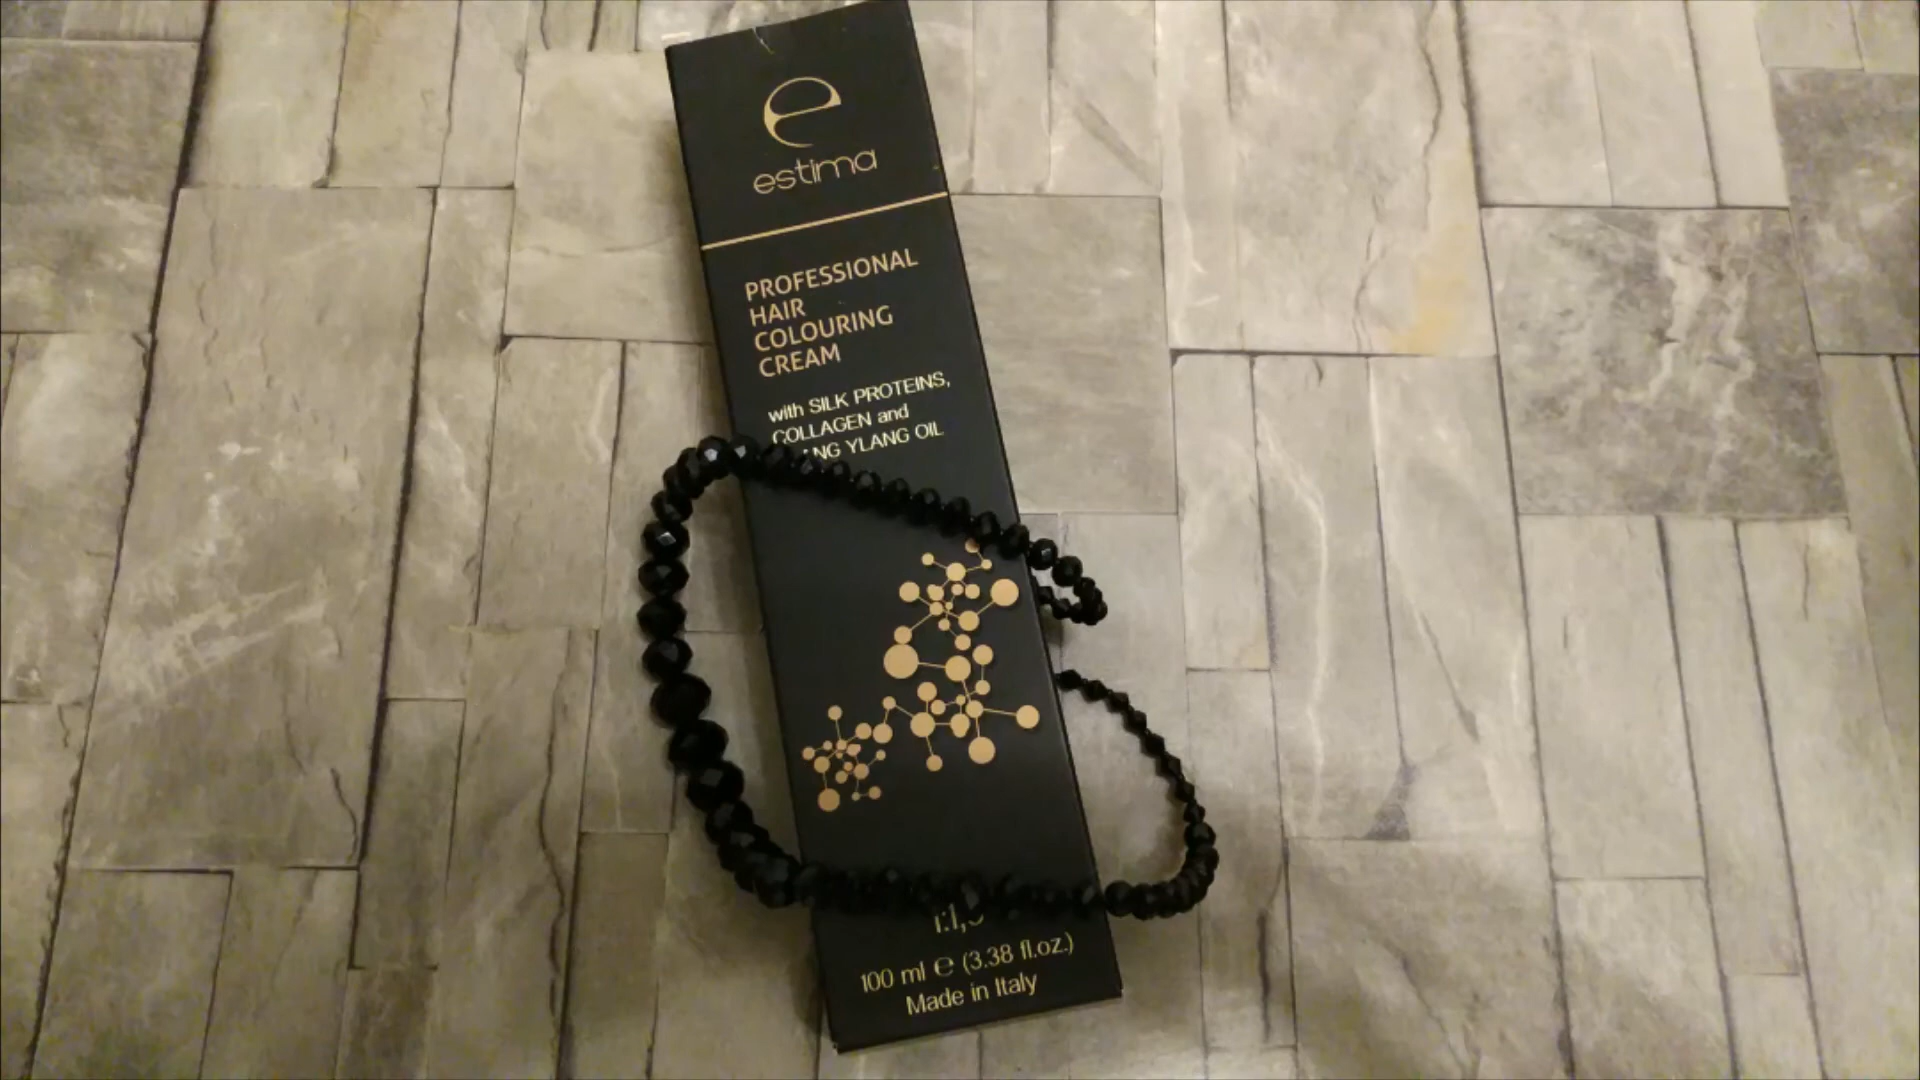 e
estima
PROFESSIONAL
HAIR
COLOURING
CREAM
with SILK PROTEINS,
COLLAGEN and
YLANG OIL
100 ml ℮ (3.38 fl.oz.)
Made in Italy